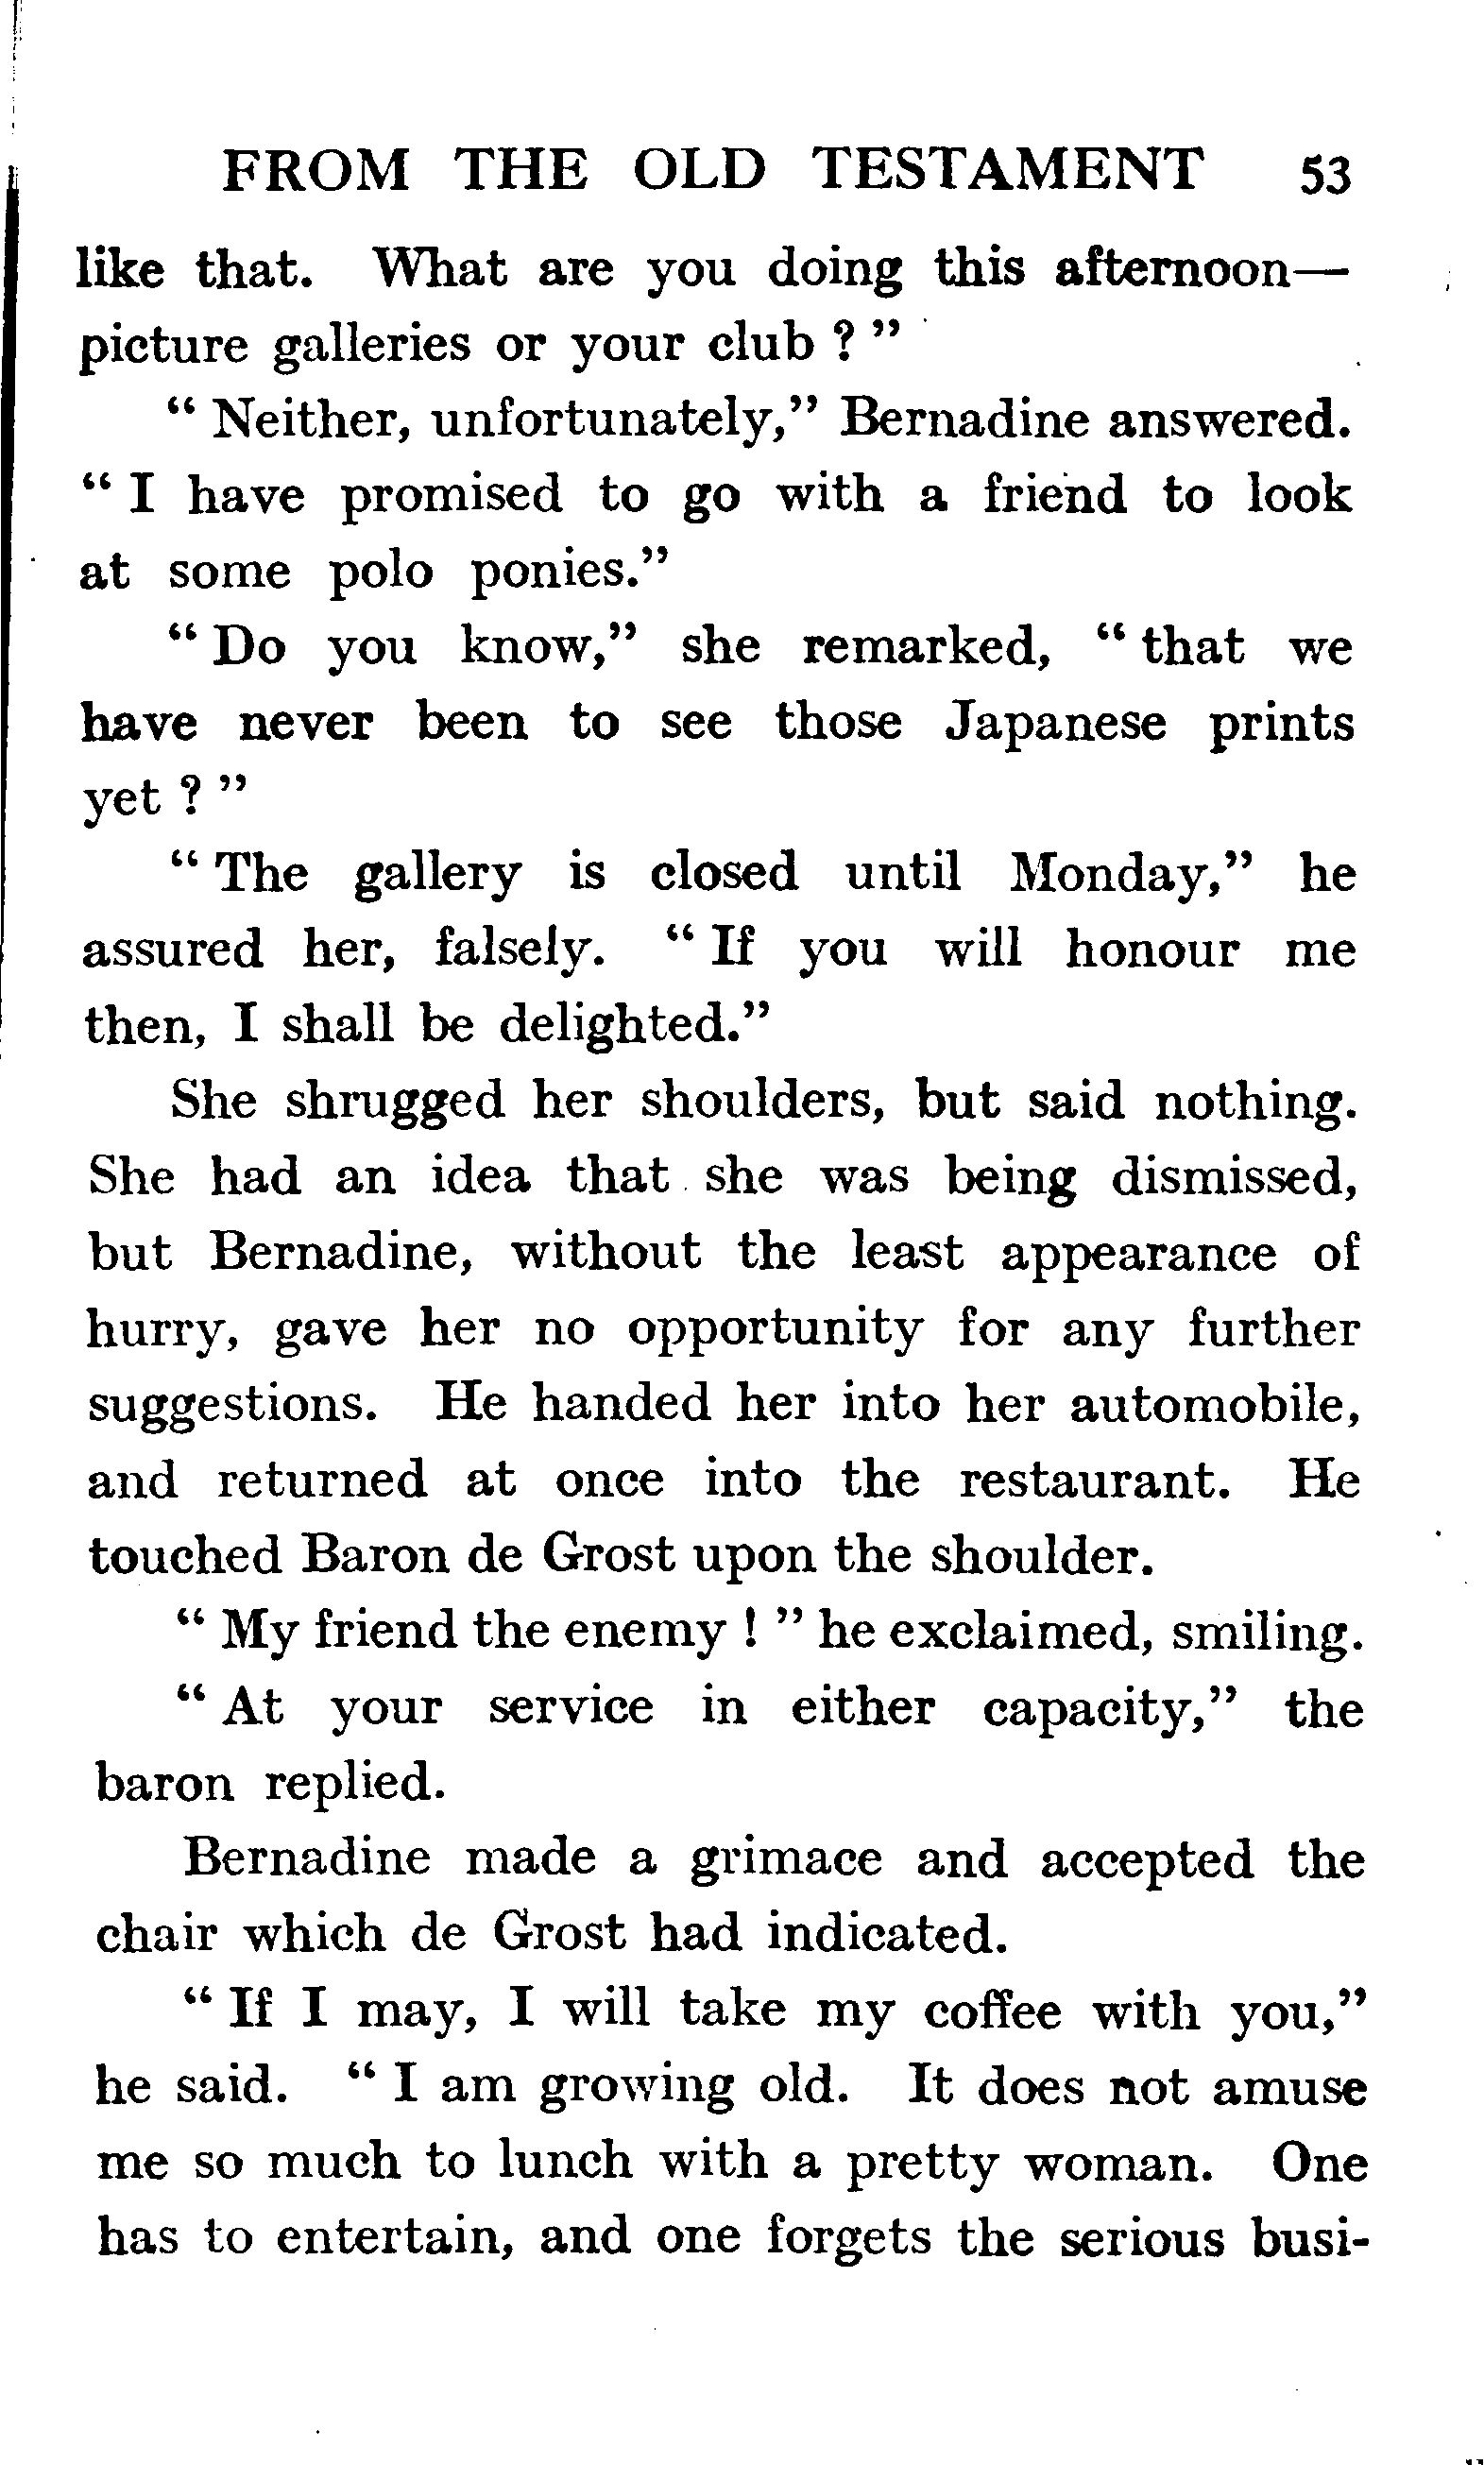 FROM THE OLD TESTAMENT 53
like that. What are you doing this afternoon—
picture galleries or your club ? ”
“ Neither, unfortunately,” Bernadine answered.
“ I have promised to go with a friend to look
at some polo ponies.”
“ Do you know,” she remarked, “ that we
have never been to see those Japanese prints
yet ? ”
“ The gallery is closed until Monday,” he
assured her, falsely. “ If you will honour me
then, I shall be delighted.”
She shrugged her shoulders, but said nothing.
She had an idea that she was being dismissed,
but Bernadine, without the least appearance of
hurry, gave her no opportunity for any further
suggestions. He handed her into her automobile,
and returned at once into the restaurant. He
touched Baron de Grost upon the shoulder.
“ My friend the enemy ! ” he exclaimed, smiling.
“ At your service in either capacity,” the
baron replied.
Bernadine made a grimace and accepted the
chair which de Grost had indicated.
“ If I may, I will take my coffee with you,”
he said. “ I am growing old. It does not amuse
me so much to lunch with a pretty woman. One
has to entertain, and one forgets the serious busi-